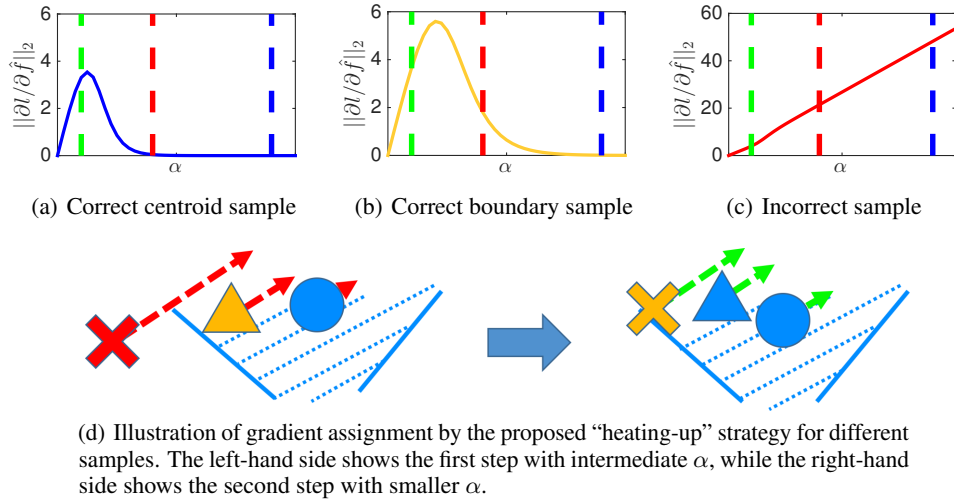 6
4
2
0
||∂l/∂f̂||₂
α
(a) Correct centroid sample
6
4
2
0
||∂l/∂f̂||₂
α
(b) Correct boundary sample
60
40
20
0
||∂l/∂f̂||₂
α
(c) Incorrect sample
(d) Illustration of gradient assignment by the proposed “heating-up” strategy for different
samples. The left-hand side shows the first step with intermediate α, while the right-hand
side shows the second step with smaller α.